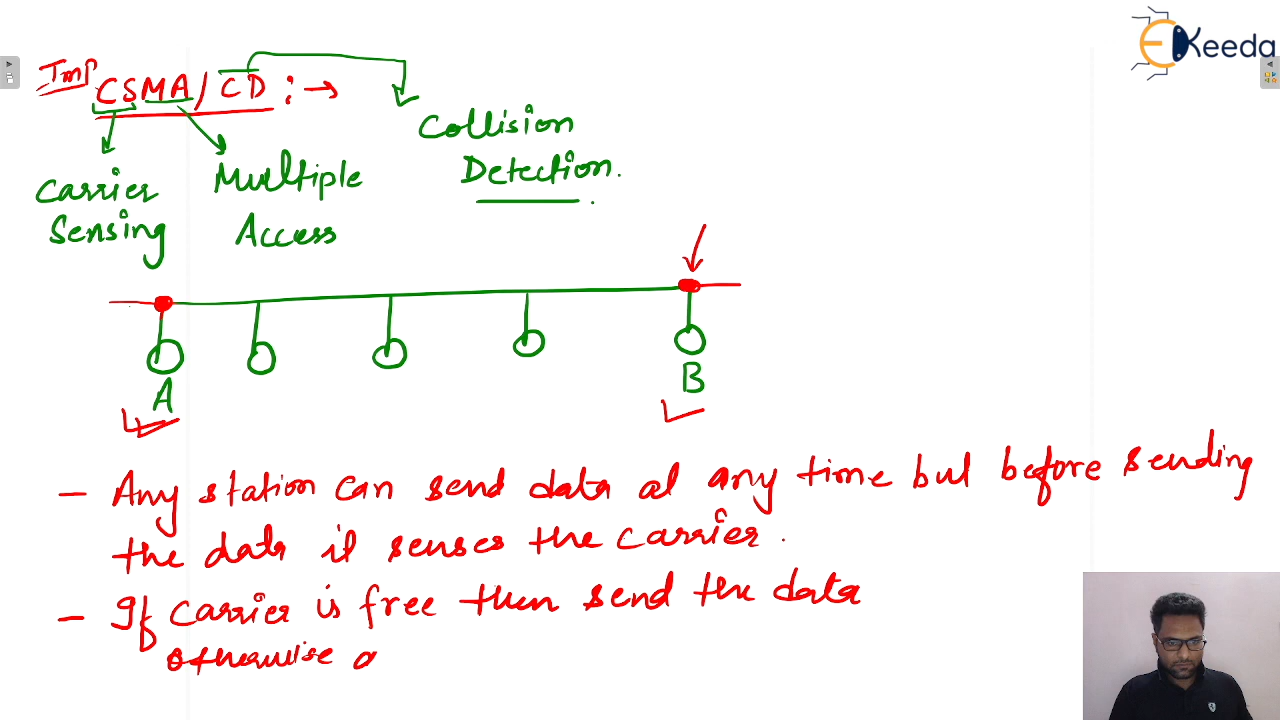 EKeeda
Imp CSMA/CD : →
Collision
Detection.
Carrier
Sensing
Multiple
Access
A
B
- Any station can send data at any time but before sending
the data it senses the carrier.
- If carrier is free then send the data
otherwise a